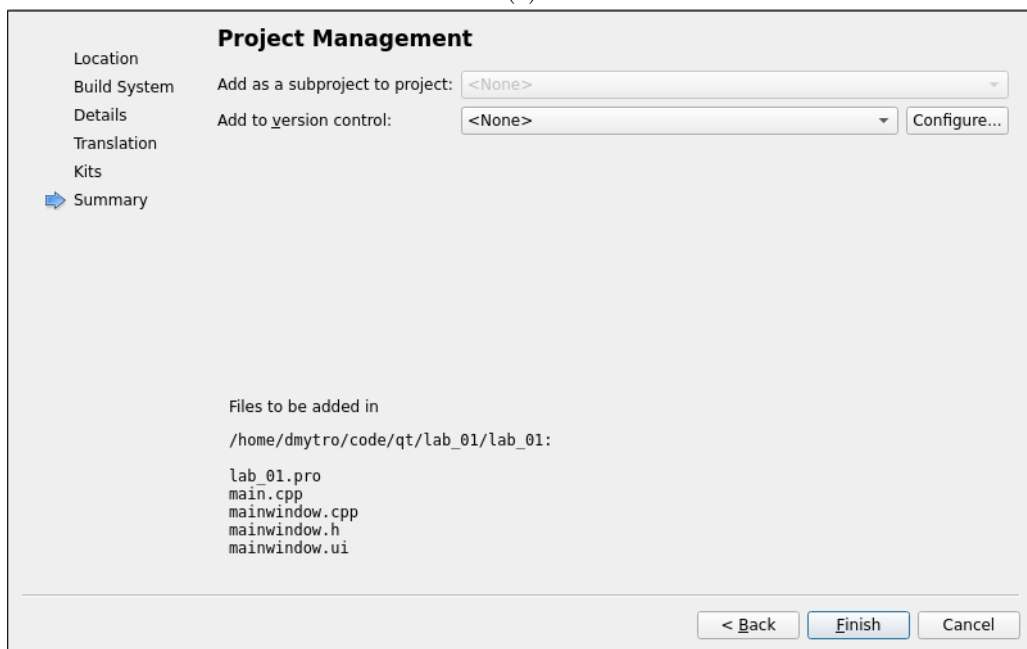 Project Management
Location
Build System
Details
Translation
Kits
Summary
Add as a subproject to project: <None>
Add to version control: <None> Configure...
Files to be added in
/home/dmytro/code/qt/lab_01/lab_01:
lab_01.pro
main.cpp
mainwindow.cpp
mainwindow.h
mainwindow.ui
< Back Finish Cancel